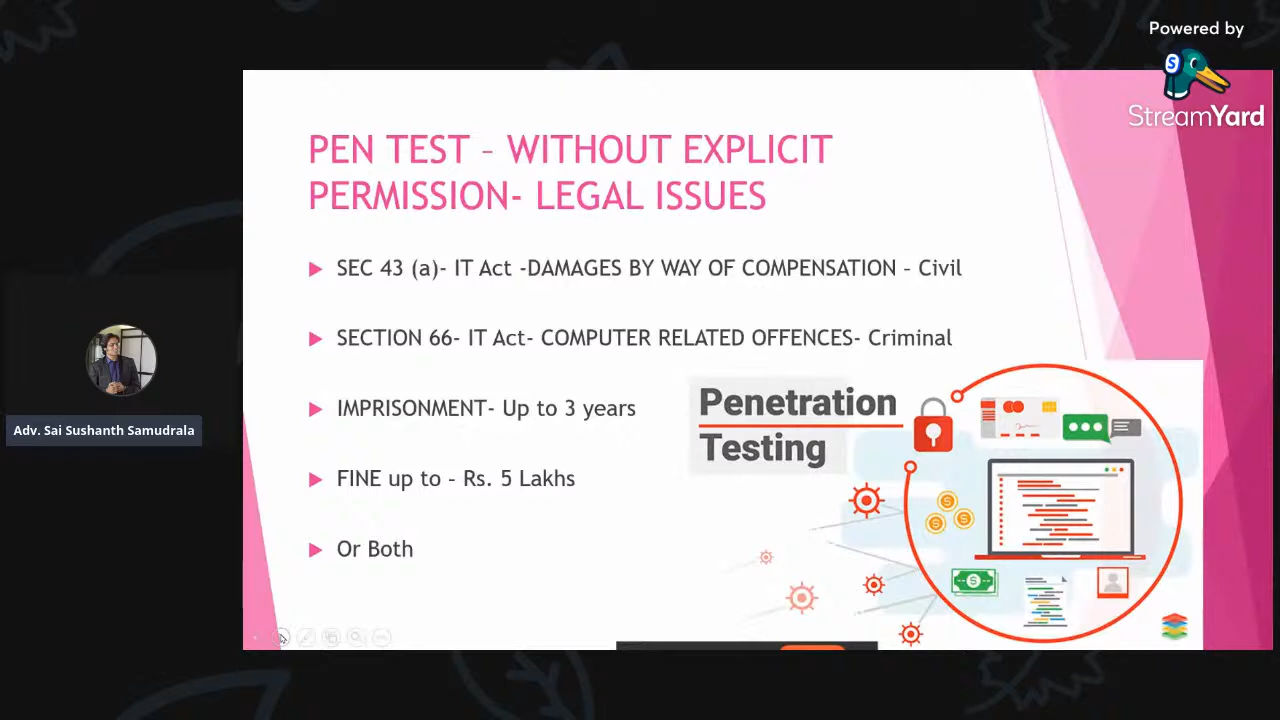 Powered by
StreamYard
PEN TEST – WITHOUT EXPLICIT
PERMISSION- LEGAL ISSUES
SEC 43 (a)- IT Act -DAMAGES BY WAY OF COMPENSATION – Civil
SECTION 66- IT Act- COMPUTER RELATED OFFENCES- Criminal
IMPRISONMENT- Up to 3 years
FINE up to – Rs. 5 Lakhs
Or Both
Penetration
Testing
Adv. Sai Sushanth Samudrala